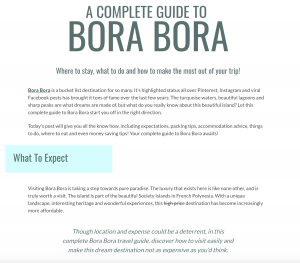 A COMPLETE GUIDE TO
BORA BORA
Where to stay, what to do and how to make the most out of your trip!
Bora Bora is a bucket list destination for so many. It's highlighted status all over Pinterest, Instagram and viral
Facebook posts has brought it tons of fame over the last few years. The turquoise waters, beautiful lagoons and
sharp peaks are what dreams are made of, but what do you really know about this beautiful island? Let this
complete guide to Bora Bora start you off in the right direction.
Today's post will give you all the know how, including expectations, packing tips, accommodation advice, things
to do, where to eat and even money saving tips! Your complete guide to Bora Bora awaits!
What To Expect
Visiting Bora Bora is taking a step towards pure paradise. The luxury that exists here is like none-other, and is
truly worth a visit. The island is part of the beautiful Society Islands in French Polynesia. With a unique
landscape, interesting heritage and wonderful experiences, this high-price destination has become increasingly
more affordable.
Though location and expense could be a deterrent, in this
complete Bora Bora travel guide, discover how to visit easily and
make this dream destination not as expensive as you'd think.